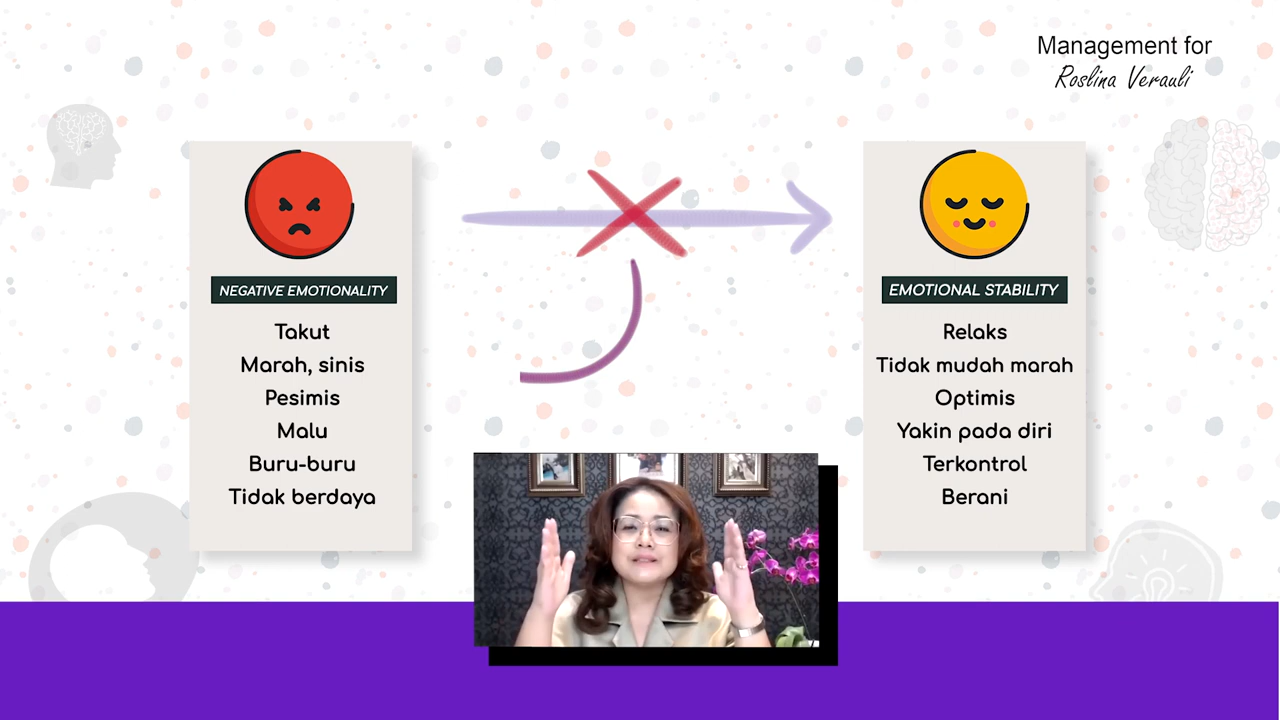 Management for
Roslina Verauli
NEGATIVE EMOTIONALITY
Takut
Marah, sinis
Pesimis
Malu
Buru-buru
Tidak berdaya
EMOTIONAL STABILITY
Relaks
Tidak mudah marah
Optimis
Yakin pada diri
Terkontrol
Berani